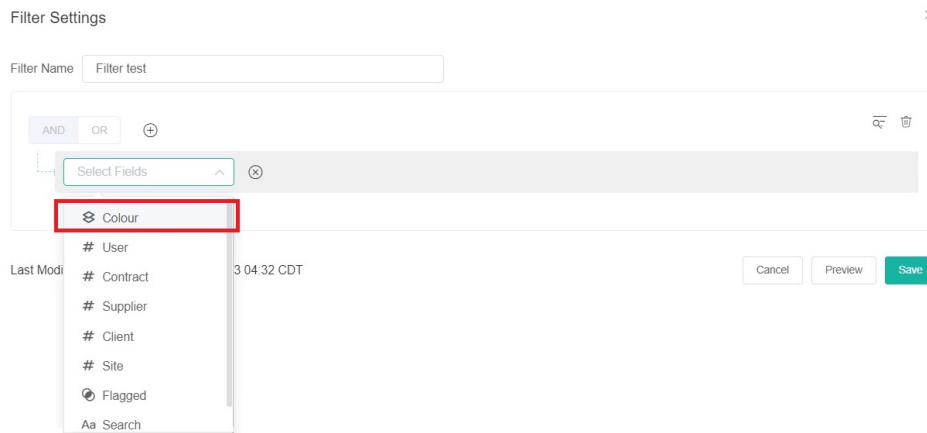 Filter Settings
Filter Name Filter test
AND OR
Select Fields
Colour
# User
# Contract
Last Modi 3 04:32 CDT Cancel Preview Save
# Supplier
# Client
# Site
Flagged
Aa Search